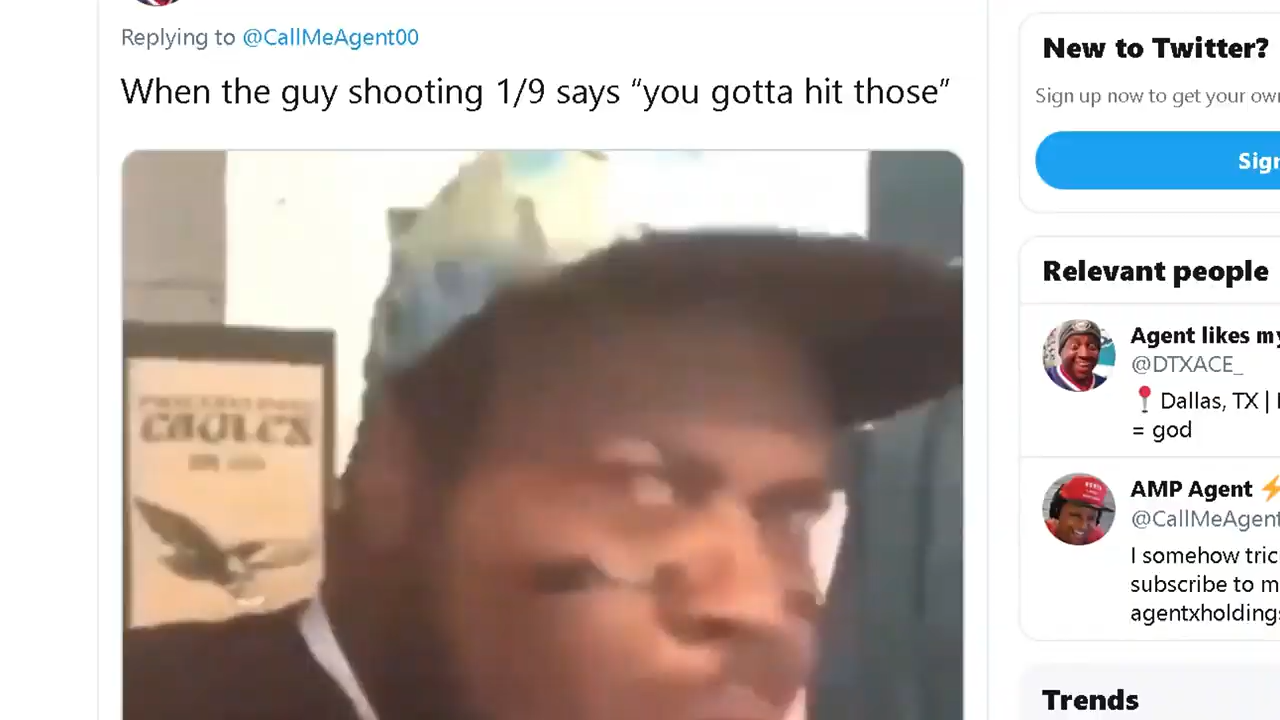 Replying to @CallMeAgent00
When the guy shooting 1/9 says “you gotta hit those”
EAGLES
New to Twitter?
Sign up now to get your own
Sign
Relevant people
Agent likes my
@DTXACE_
📍 Dallas, TX |
= god
AMP Agent ⚡
@CallMeAgent
I somehow tric
subscribe to m
agentxholding
Trends